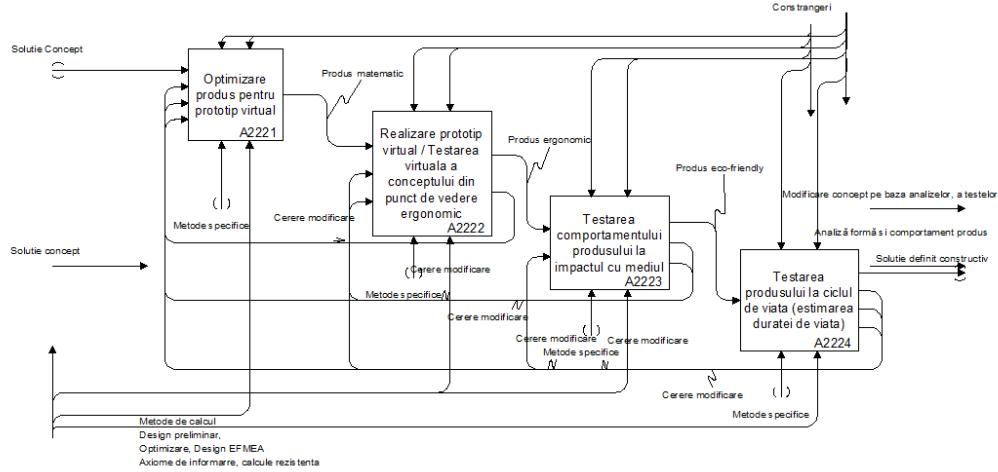 Constrangeri
Solutie Concept
Optimizare
produs pentru
prototip virtual
A2221
Produs matematic
Realizare prototip
virtual / Testarea
virtuala a
conceptului din
punct de vedere
ergonomic
A2222
Produs ergonomic
Produs eco-friendly
Metode specifice
Cerere modificare
Testarea
comportamentului
produsului la
impactul cu mediul
A2223
Modificare concept pe baza analizelor, a testelor
Analiză formă si comportament produs
Solutie definit constructiv
Solutie concept
Cerere modificare
Metode specifice
Cerere modificare
Testarea
produsului la ciclul
de viata (estimarea
duratei de viata)
A2224
Cerere modificare
Cerere modificare
Metode specifice
Cerere modificare
Metode specifice
Metode de calcul
Design preliminar,
Optimizare, Design EFMEA
Axiome de informare, calcule rezistenta